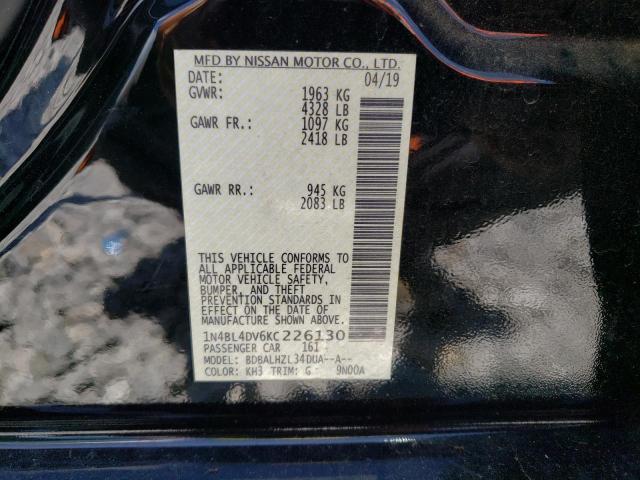 MFD BY NISSAN MOTOR CO., LTD.
DATE: 04/19
GVWR: 1963 KG
4328 LB
GAWR FR.: 1097 KG
2418 LB
GAWR RR.: 945 KG
2083 LB
THIS VEHICLE CONFORMS TO
ALL APPLICABLE FEDERAL
MOTOR VEHICLE SAFETY,
BUMPER, AND THEFT
PREVENTION STANDARDS IN
EFFECT ON THE DATE OF
MANUFACTURE SHOWN ABOVE.
1N4BL4DV6KC226130
PASSENGER CAR 161
MODEL: BDBALHZL34DUA--A--
COLOR: KH3 TRIM: G 9N00A